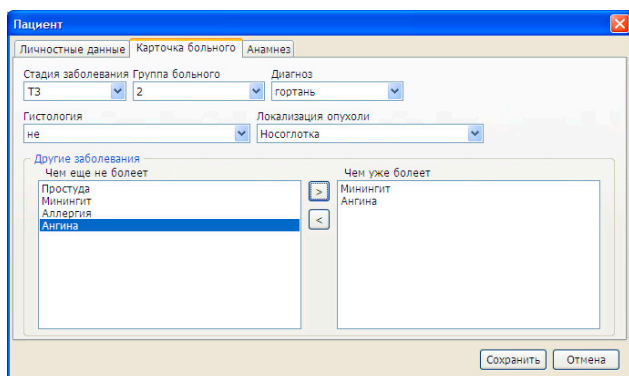 Пациент
Личностные данные Карточка больного Анамнез
Стадия заболевания Группа больного Диагноз
Т3 2 гортань
Гистология Локализация опухоли
не Носоглотка
Другие заболевания
Чем еще не болеет Чем уже болеет
Простуда > Минингит
Минингит Ангина
Аллергия
Ангина <
Сохранить Отмена